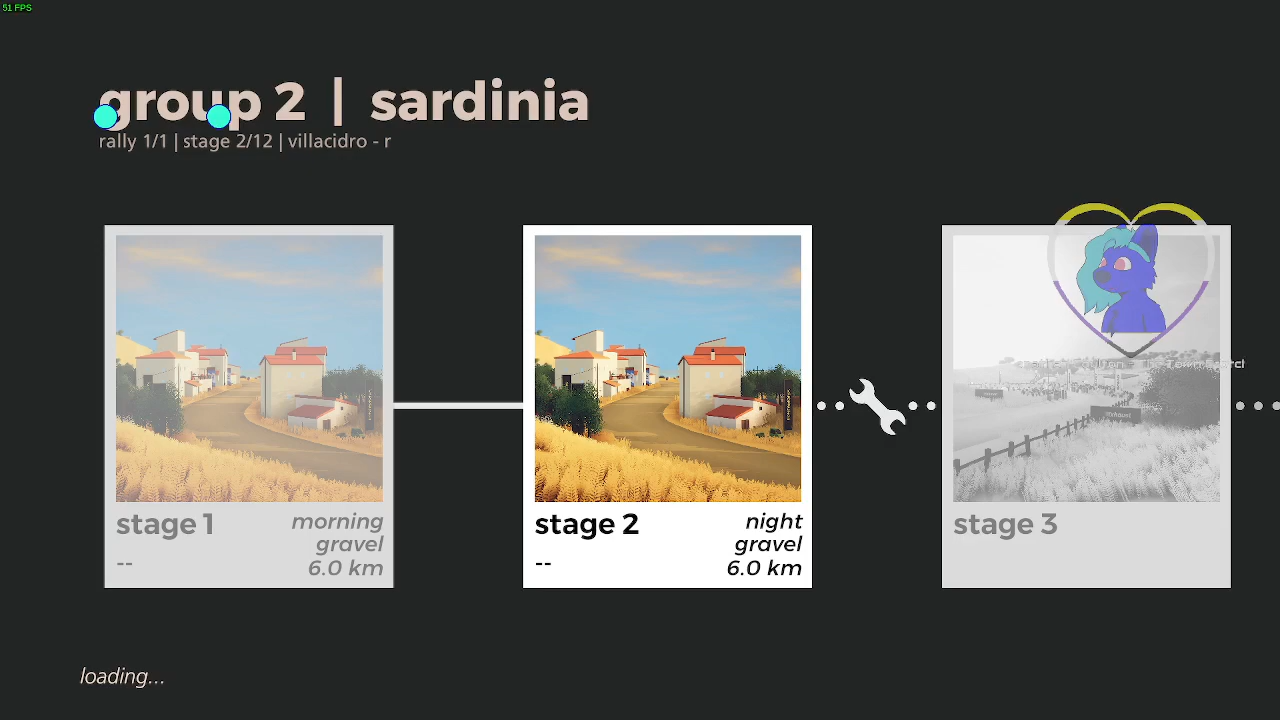 51 FPS
group 2 | sardinia
rally 1/1 | stage 2/12 | villacidro - r
stage 1
morning
gravel
--
6.0 km
stage 2
night
gravel
--
6.0 km
stage 3
loading...